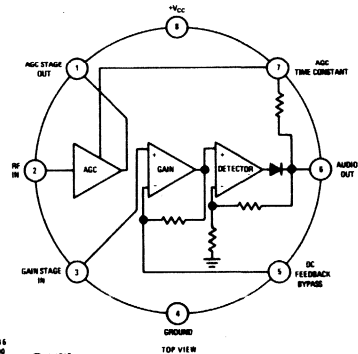 +VCC
8
AGC STAGE
OUT
1
7
AGC
TIME CONSTANT
RF
IN
2
AGC
+
-
GAIN
+
-
DETECTOR
6
AUDIO
OUT
GAIN STAGE
IN
3
5
DC
FEEDBACK
BYPASS
4
GROUND
TOP VIEW